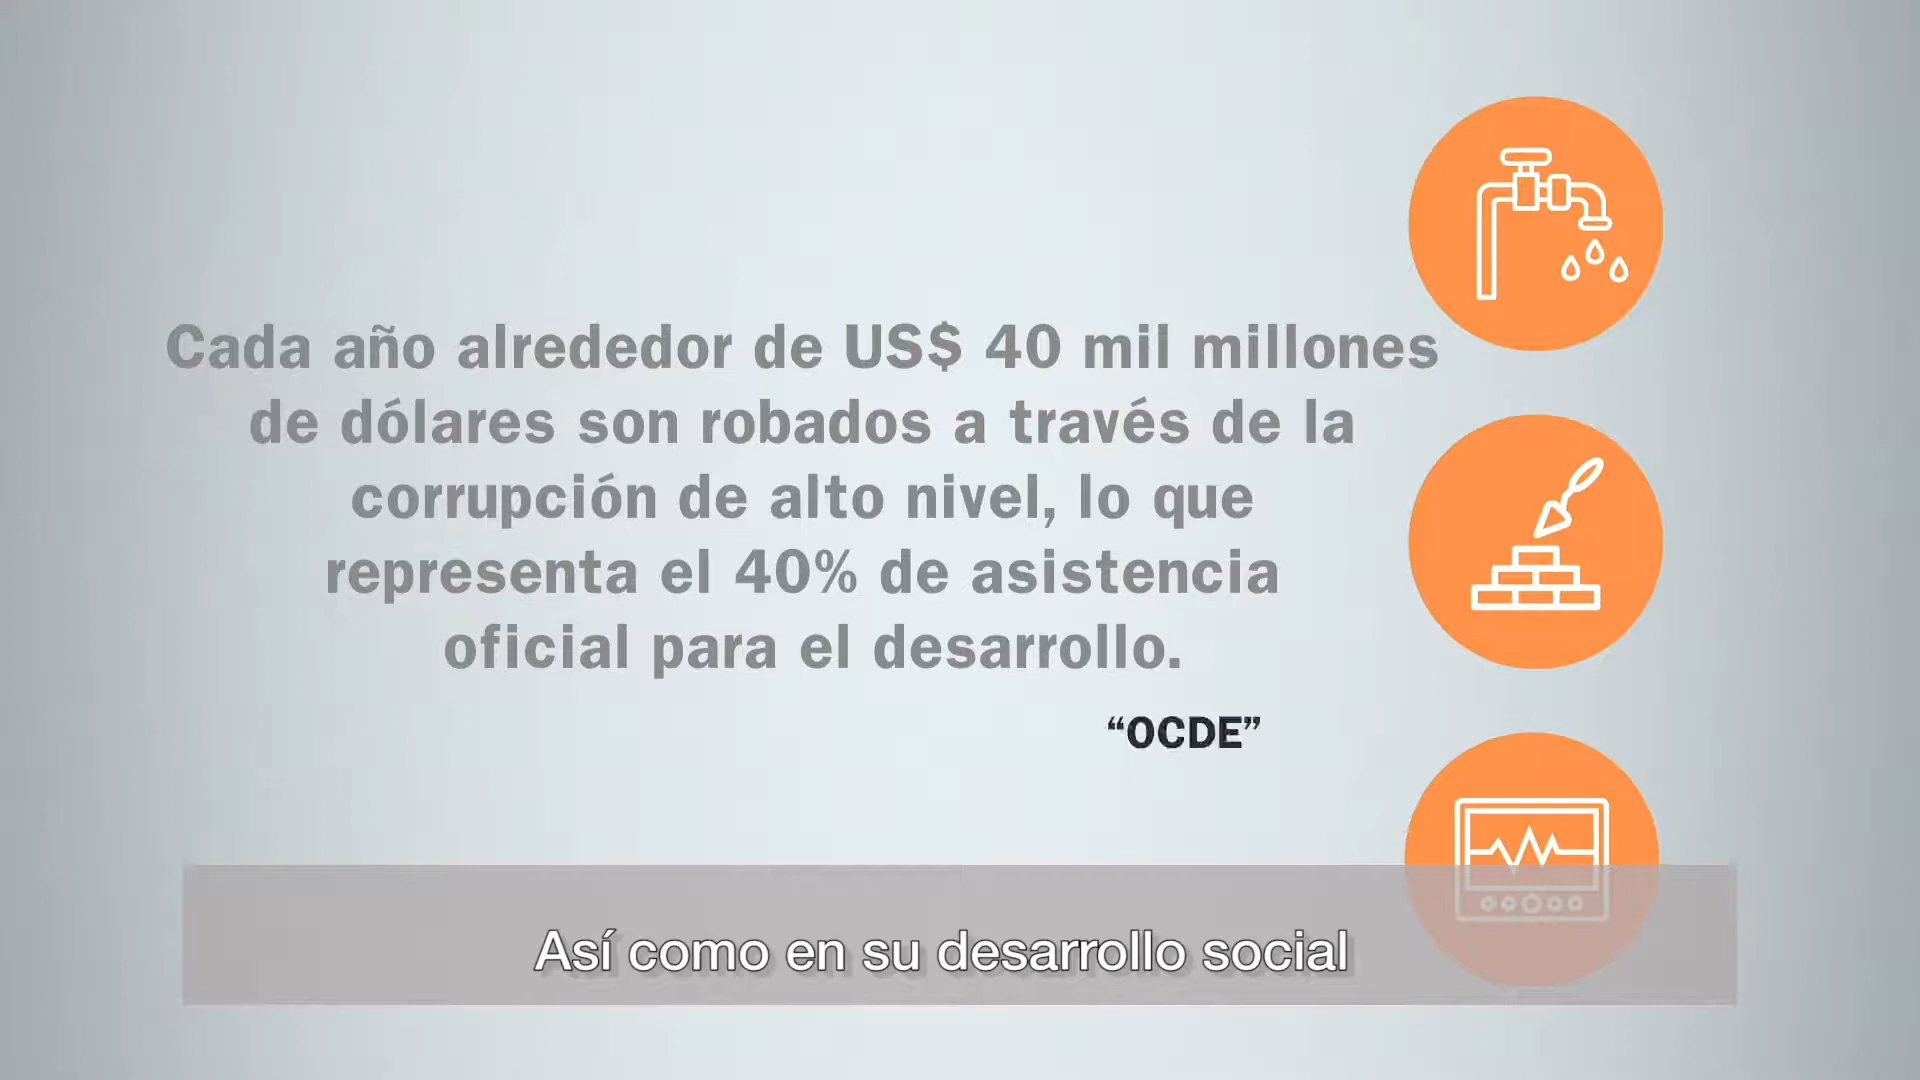 Cada año alrededor de US$ 40 mil millones
de dólares son robados a través de la
corrupción de alto nivel, lo que
representa el 40% de asistencia
oficial para el desarrollo.
“OCDE”
Así como en su desarrollo social